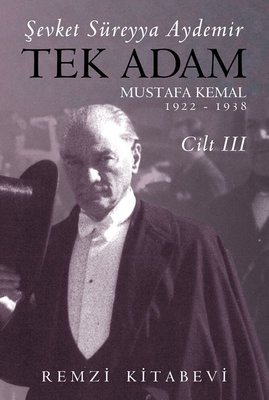 Şevket Süreyya Aydemir
TEK ADAM
MUSTAFA KEMAL
1922 - 1938
Cilt III
REMZİ KİTABEVİ